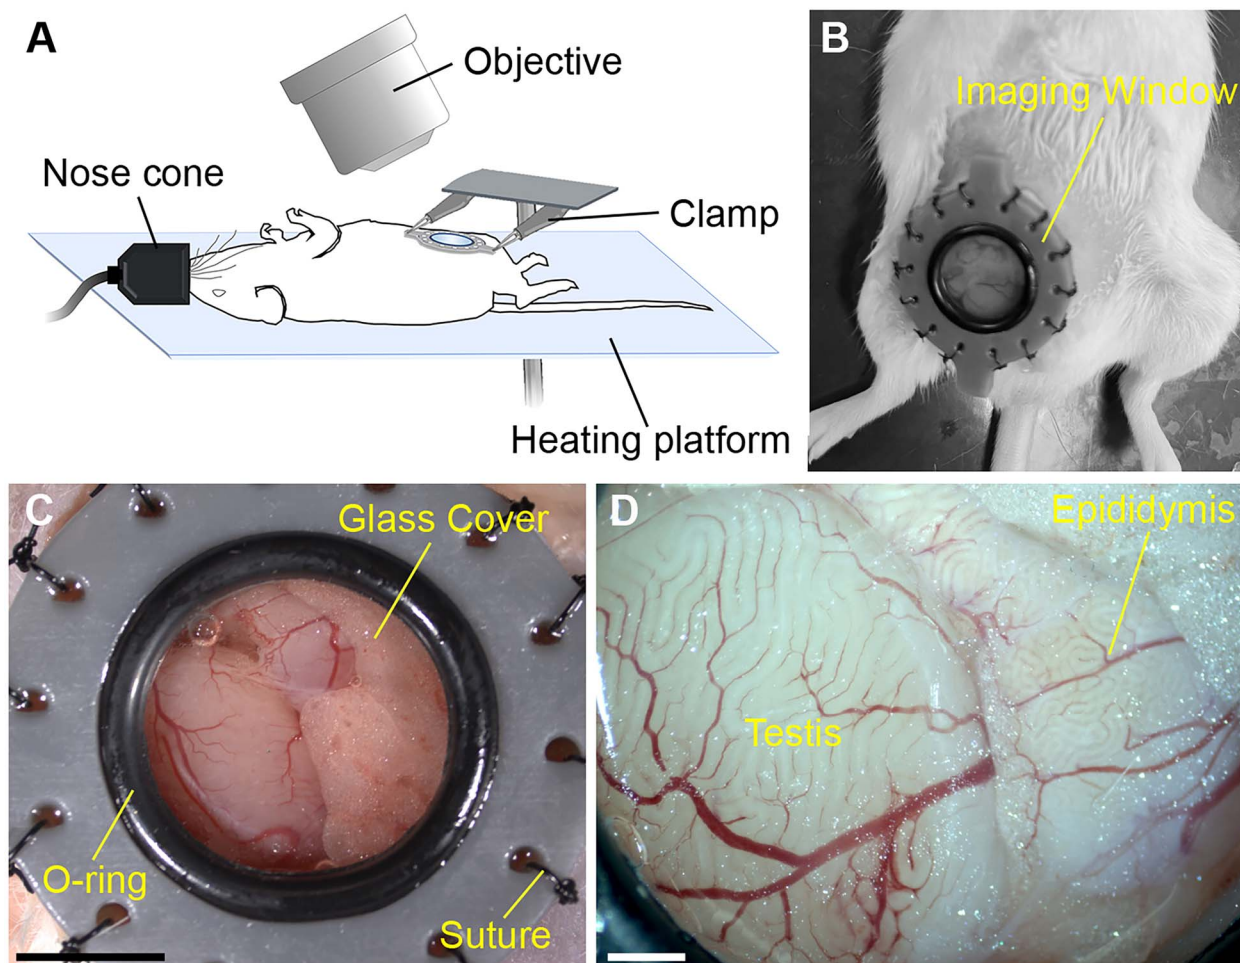 A
Objective
Nose cone
Clamp
Heating platform
B
Imaging Window
C
Glass Cover
O-ring
Suture
D
Epididymis
Testis